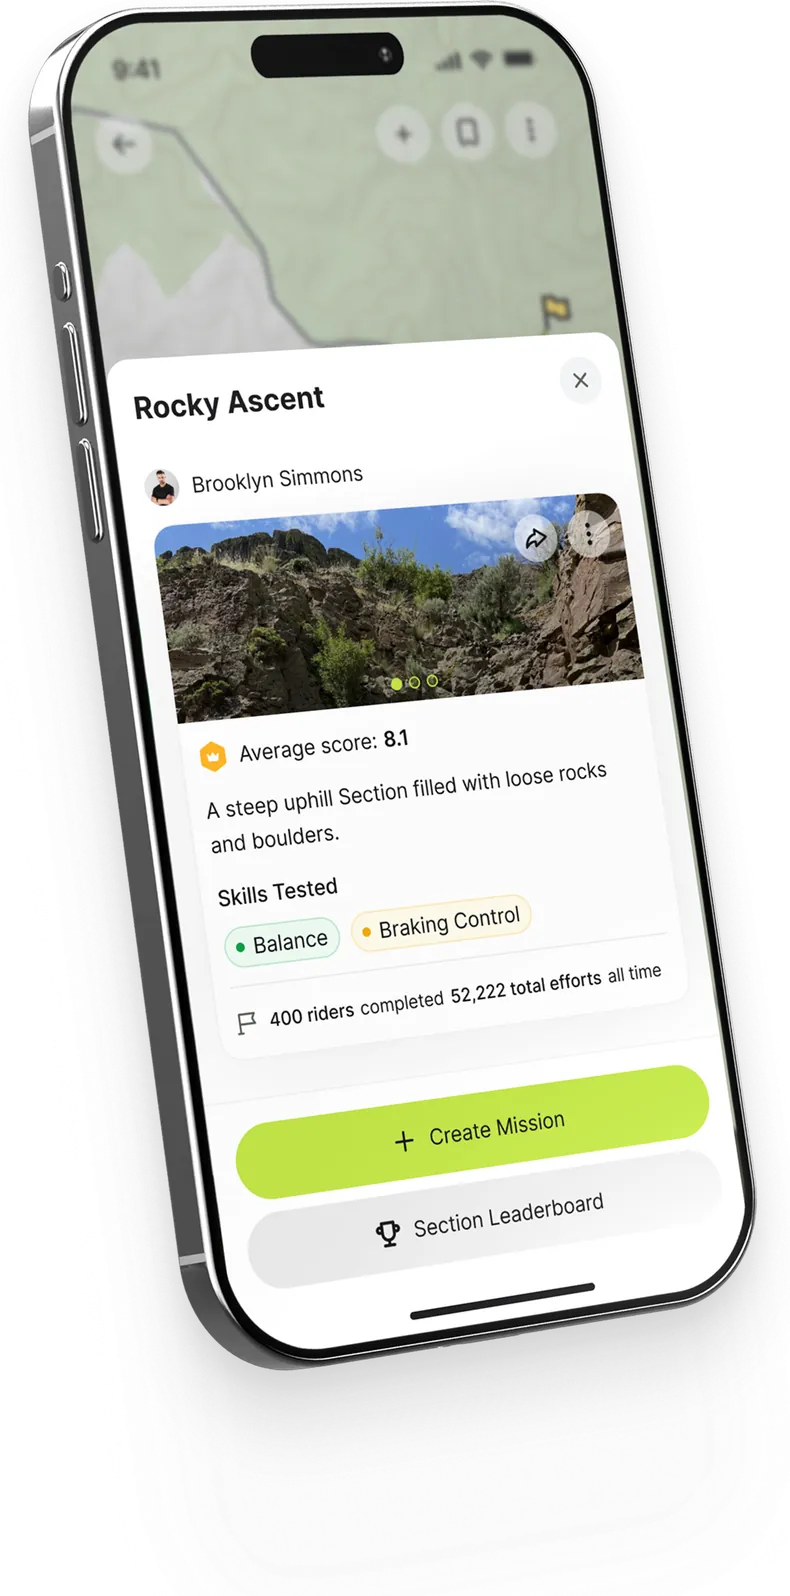 9:41
Rocky Ascent
Brooklyn Simmons
Average score: 8.1
A steep uphill Section filled with loose rocks
and boulders.
Skills Tested
Balance
Braking Control
400 riders completed 52,222 total efforts all time
Create Mission
Section Leaderboard